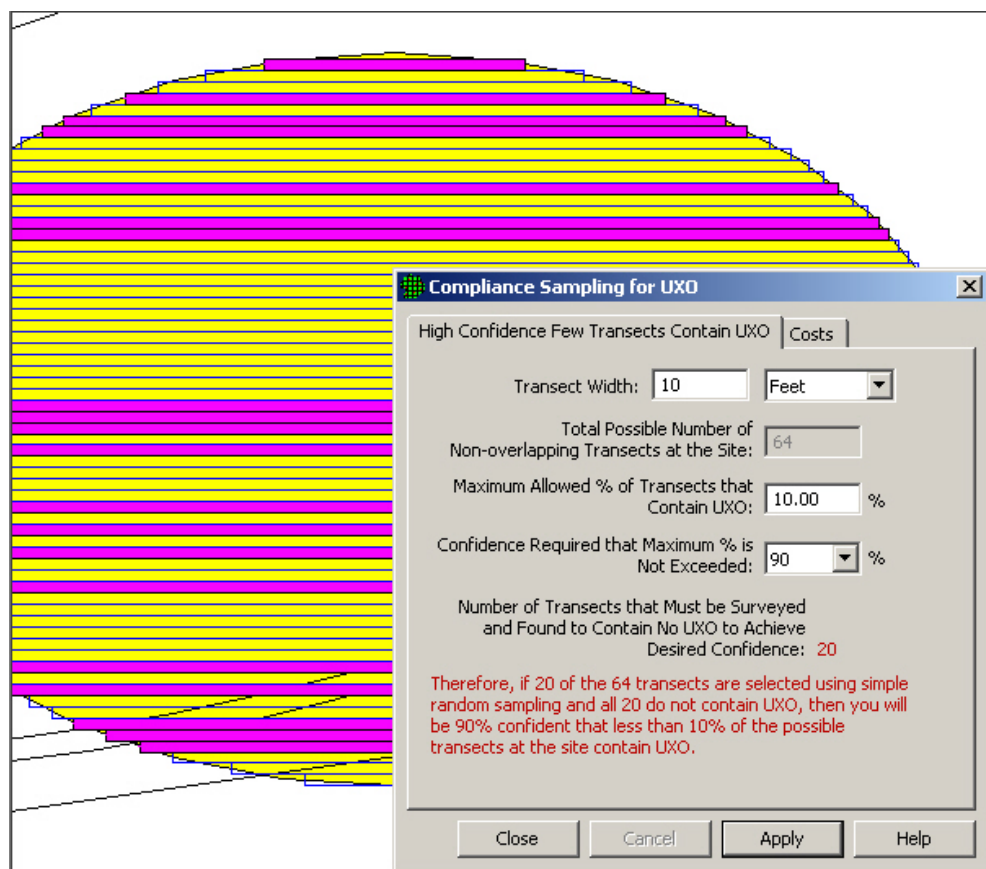 Compliance Sampling for UXO
High Confidence Few Transects Contain UXO
Costs
Transect Width:
10
Feet
Total Possible Number of
Non-overlapping Transects at the Site:
64
Maximum Allowed % of Transects that
Contain UXO:
10.00
%
Confidence Required that Maximum % is
Not Exceeded:
90
%
Number of Transects that Must be Surveyed
and Found to Contain No UXO to Achieve
Desired Confidence: 20
Therefore, if 20 of the 64 transects are selected using simple
random sampling and all 20 do not contain UXO, then you will
be 90% confident that less than 10% of the possible
transects at the site contain UXO.
Close
Cancel
Apply
Help